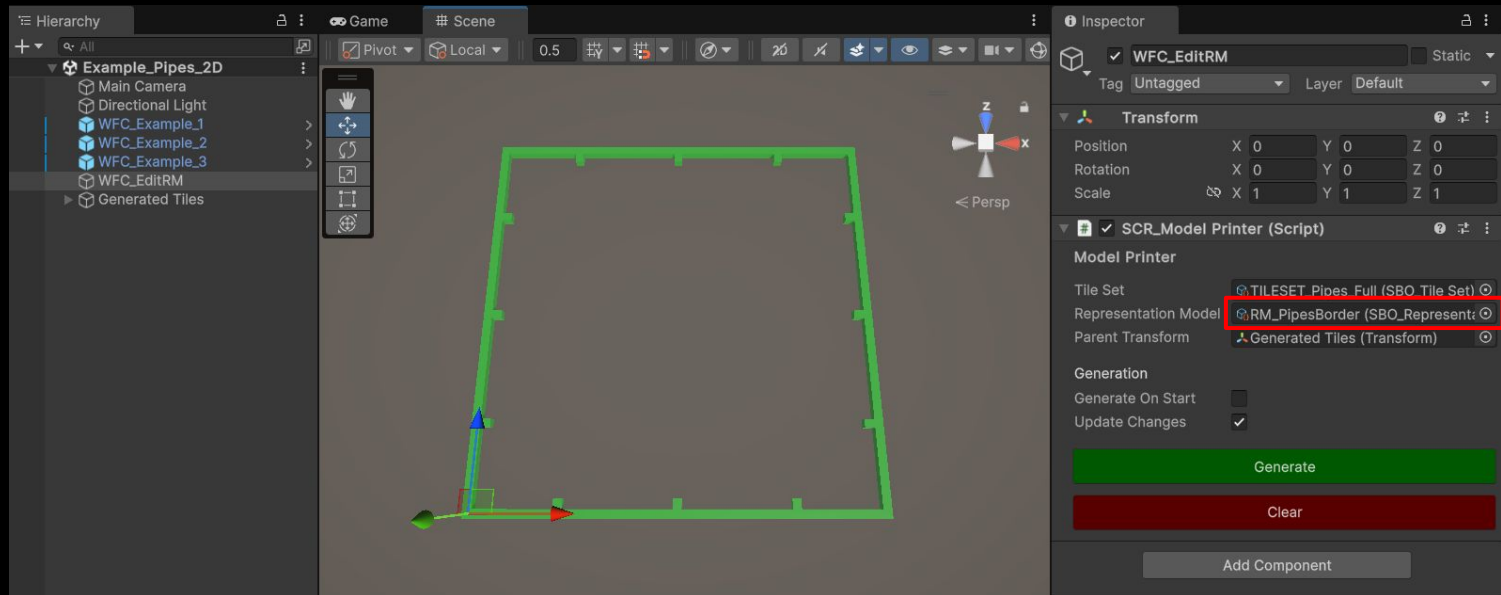 Hierarchy
All
Example_Pipes_2D
Main Camera
Directional Light
WFC_Example_1
WFC_Example_2
WFC_Example_3
WFC_EditRM
Generated Tiles
Game
Scene
Pivot
Local
0.5
2D
z
x
Persp
Inspector
WFC_EditRM
Static
Tag Untagged
Layer Default
Transform
Position X 0 Y 0 Z 0
Rotation X 0 Y 0 Z 0
Scale X 1 Y 1 Z 1
SCR_Model Printer (Script)
Model Printer
Tile Set TILESET_Pipes_Full (SBO_Tile Set)
Representation Model RM_PipesBorder (SBO_Representa
Parent Transform Generated Tiles (Transform)
Generation
Generate On Start
Update Changes
Generate
Clear
Add Component